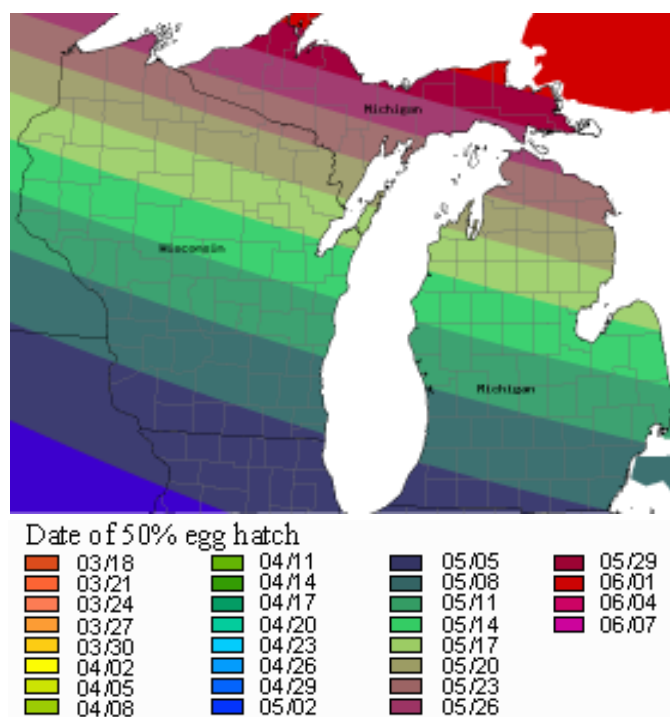 Michigan
Wisconsin
Michigan
Date of 50% egg hatch
03/18 04/11 05/05 05/29
03/21 04/14 05/08 06/01
03/24 04/17 05/11 06/04
03/27 04/20 05/14 06/07
03/30 04/23 05/17
04/02 04/26 05/20
04/05 04/29 05/23
04/08 05/02 05/26